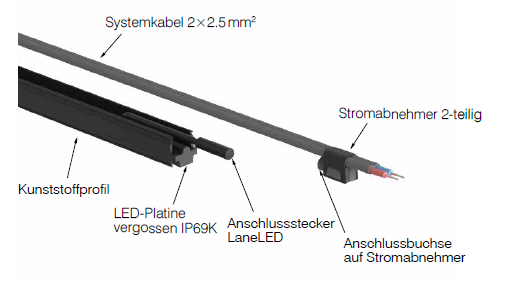 Systemkabel 2×2.5 mm²
Stromabnehmer 2-teilig
Kunststoffprofil
LED-Platine
vergossen IP69K
Anschlussstecker
LaneLED
Anschlussbuchse
auf Stromabnehmer